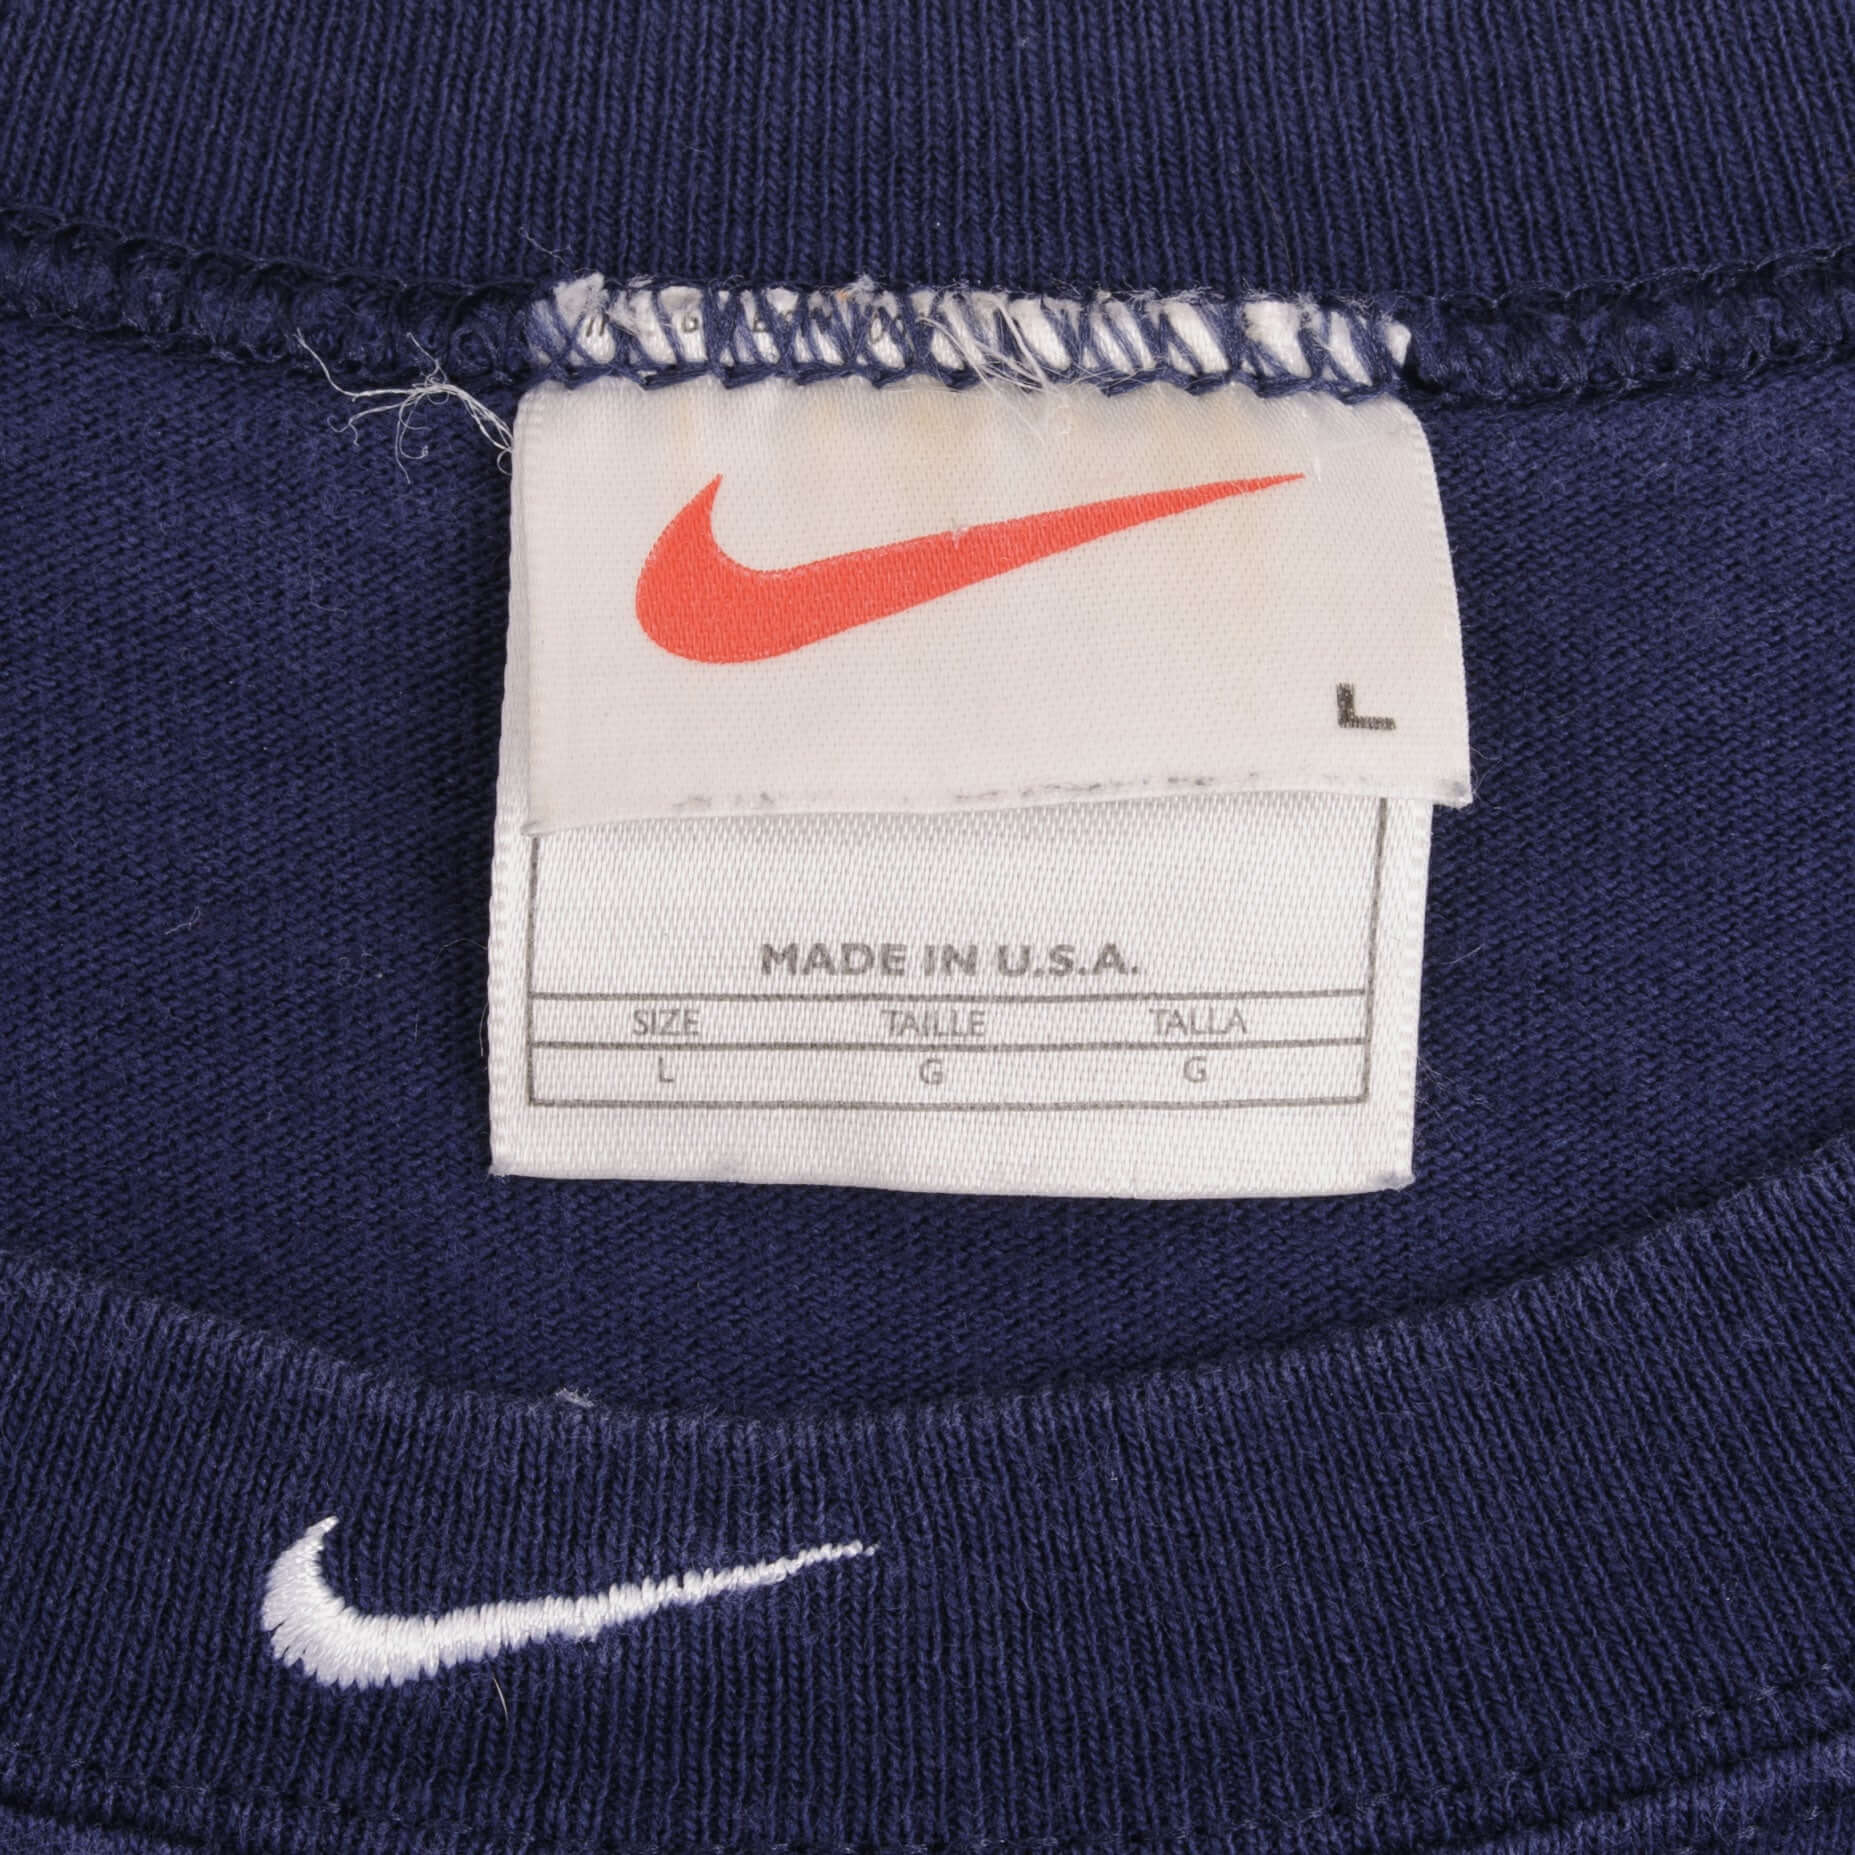 L
MADE IN U.S.A.
SIZE TAILLE TALLA
L G G